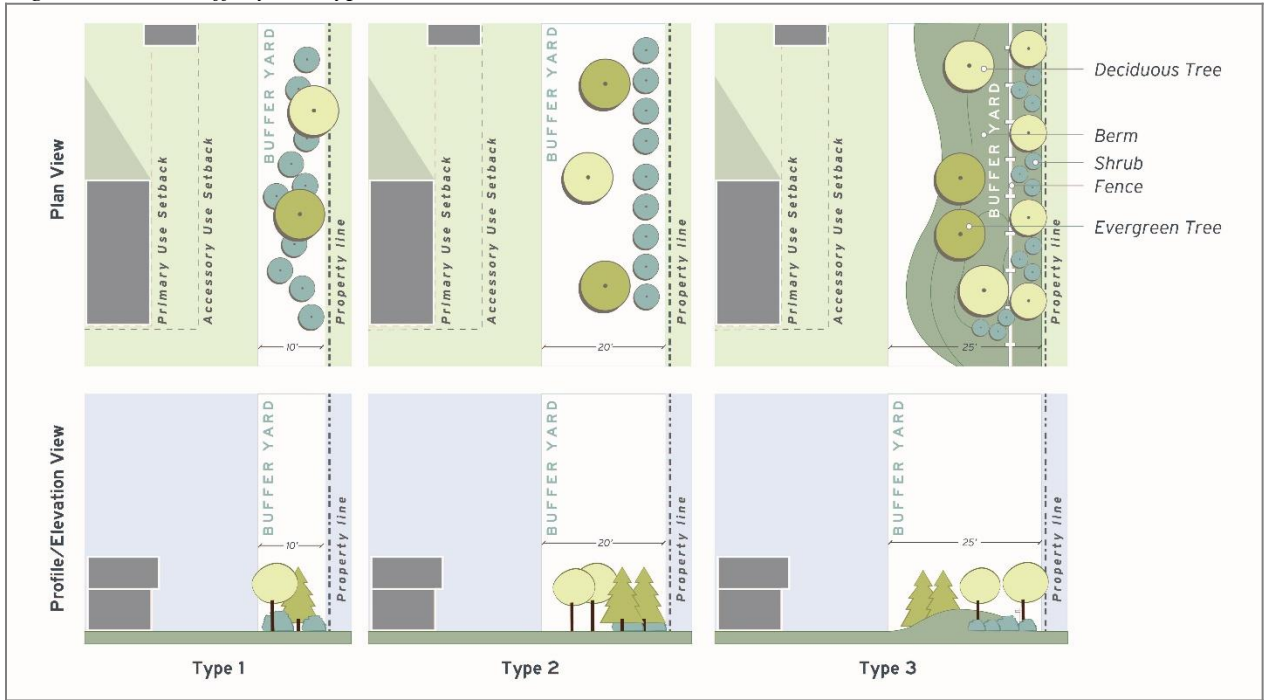 Plan View
BUFFER YARD
Primary Use Setback
Accessory Use Setback
Property line
10'
BUFFER YARD
Primary Use Setback
Accessory Use Setback
Property line
20'
BUFFER YARD
Primary Use Setback
Accessory Use Setback
Property line
25'
Deciduous Tree
Berm
Shrub
Fence
Evergreen Tree
Profile/Elevation View
BUFFER YARD
10'
Property line
BUFFER YARD
20'
Property line
BUFFER YARD
25'
Property line
Type 1
Type 2
Type 3